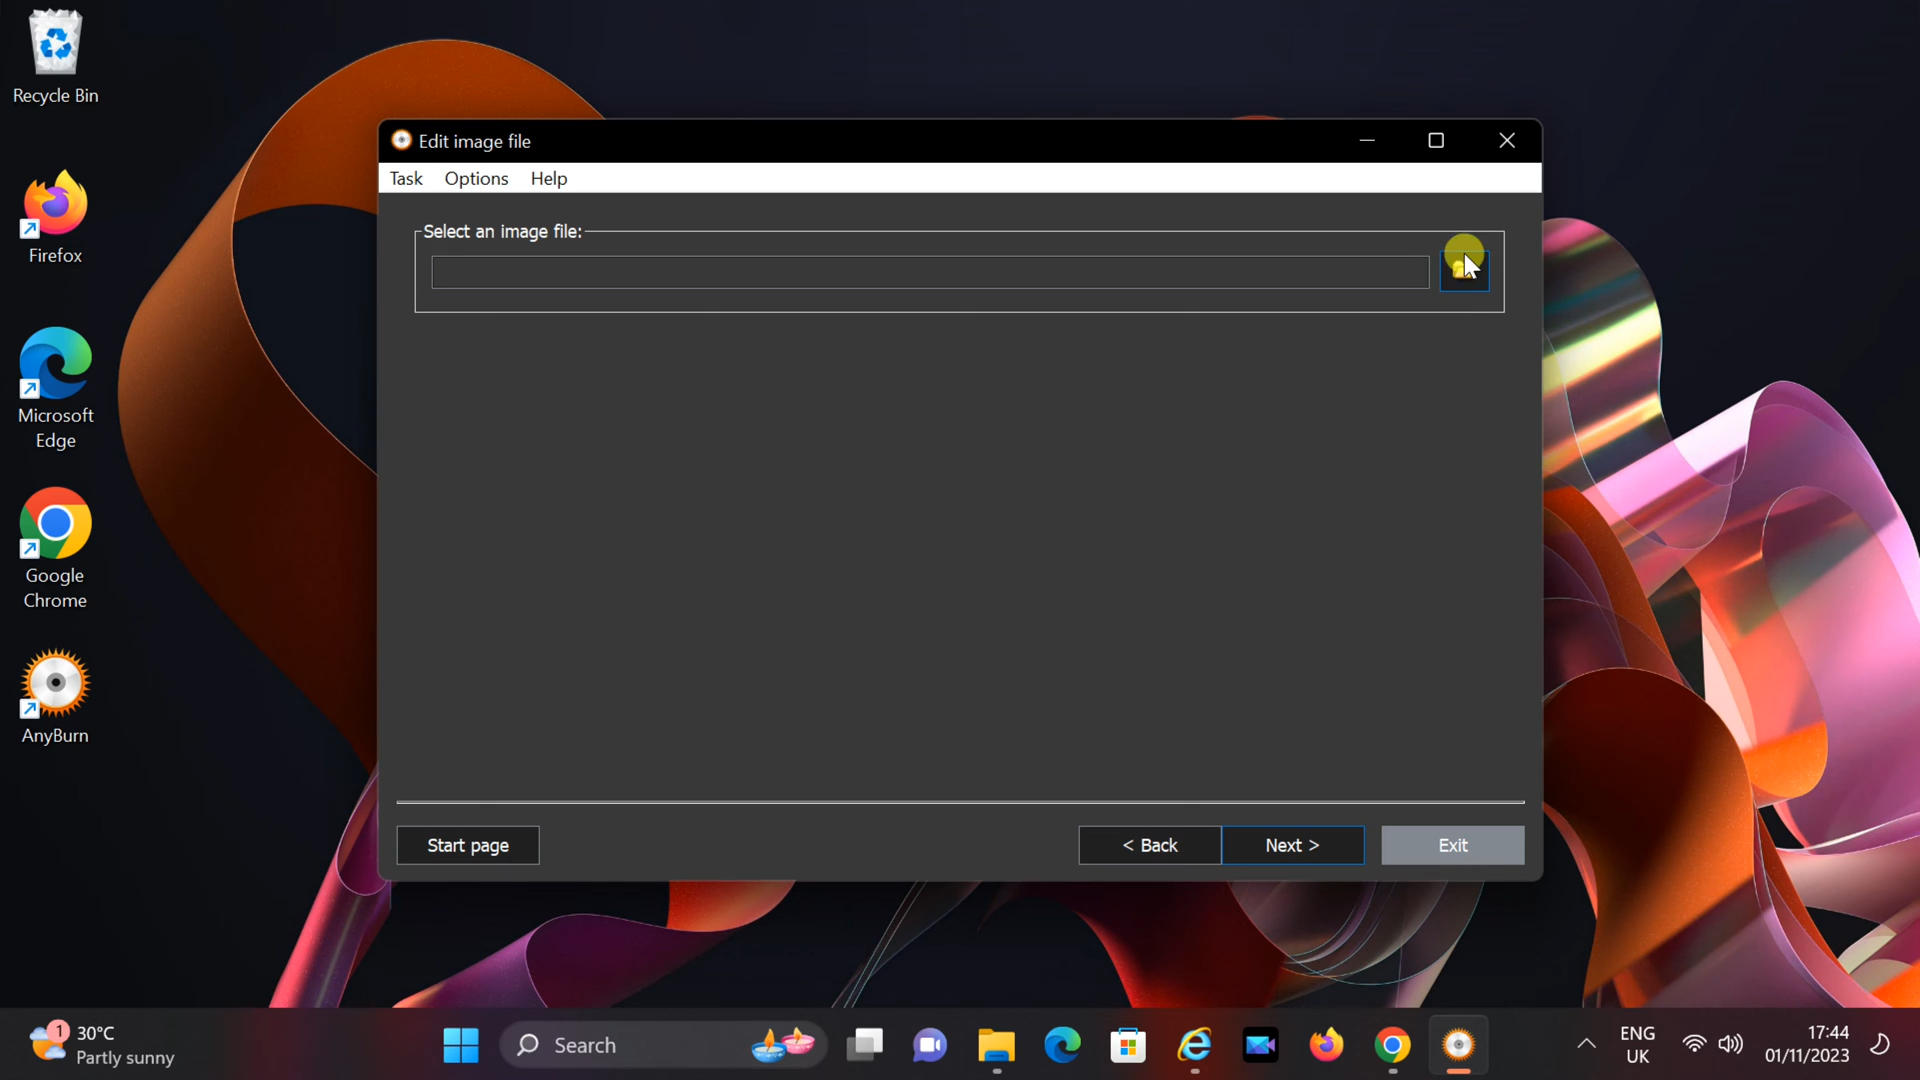 Recycle Bin
Firefox
Microsoft
Edge
Google
Chrome
AnyBurn
Edit image file
Task Options Help
Select an image file:
Start page
< Back
Next >
Exit
1
30°C
Partly sunny
Search
ENG
UK
17:44
01/11/2023